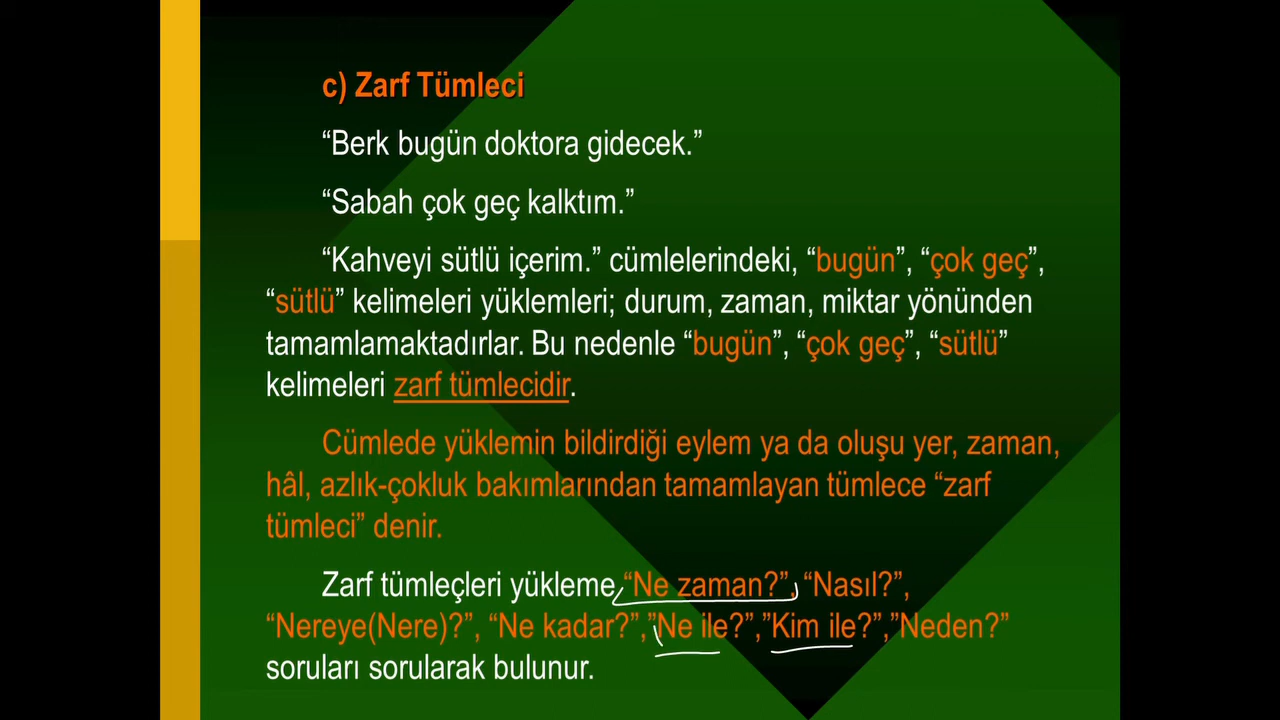 c) Zarf Tümleci
“Berk bugün doktora gidecek.”
“Sabah çok geç kalktım.”
“Kahveyi sütlü içerim.” cümlelerindeki, “bugün”, “çok geç”,
“sütlü” kelimeleri yüklemleri; durum, zaman, miktar yönünden
tamamlamaktadırlar. Bu nedenle “bugün”, “çok geç”, “sütlü”
kelimeleri zarf tümlecidir.
Cümlede yüklemin bildirdiği eylem ya da oluşu yer, zaman,
hâl, azlık-çokluk bakımlarından tamamlayan tümlece “zarf
tümleci” denir.
Zarf tümleçleri yükleme “Ne zaman?”, “Nasıl?”,
“Nereye(Nere)?”, “Ne kadar?”,”Ne ile?”,”Kim ile?”,”Neden?”
soruları sorularak bulunur.